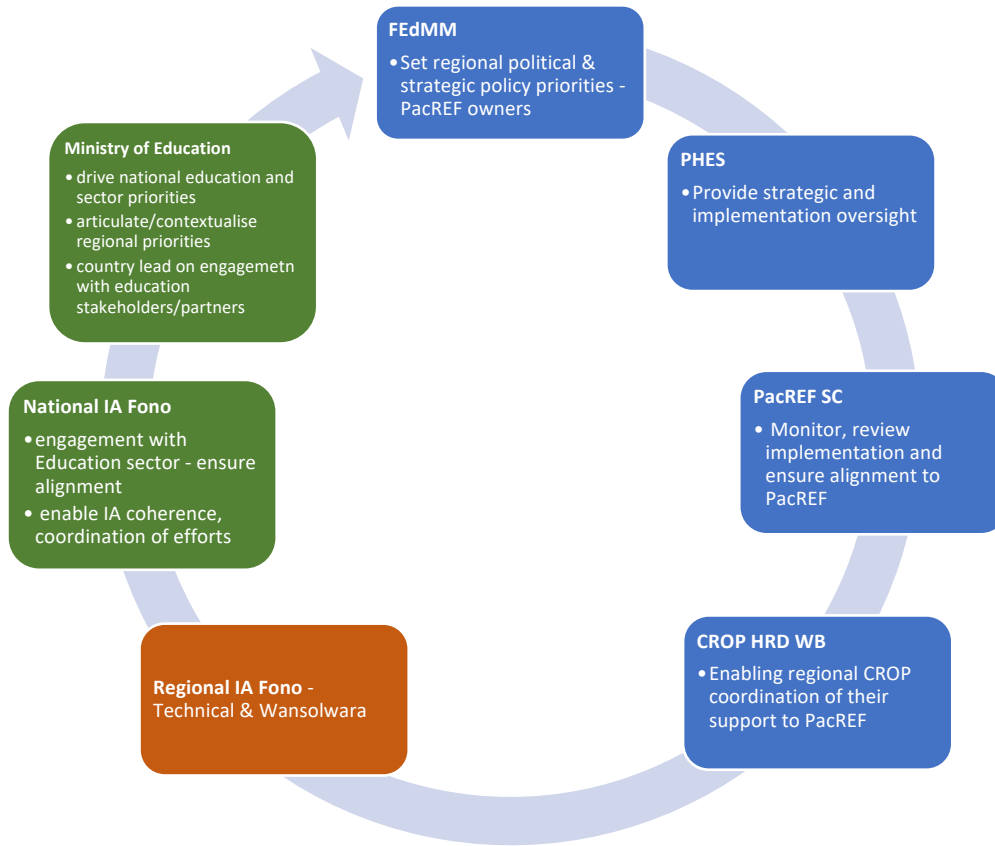 FEdMM
•Set regional political &
strategic policy priorities -
PacREF owners
PHES
•Provide strategic and
implementation oversight
PacREF SC
• Monitor, review
implementation and
ensure alignment to
PacREF
CROP HRD WB
•Enabling regional CROP
coordination of their
support to PacREF
Regional IA Fono -
Technical & Wansolwara
National IA Fono
•engagement with
Education sector - ensure
alignment
• enable IA coherence,
coordination of efforts
Ministry of Education
• drive national education and
sector priorities
• articulate/contextualise
regional priorities
• country lead on engagemetn
with education
stakeholders/partners